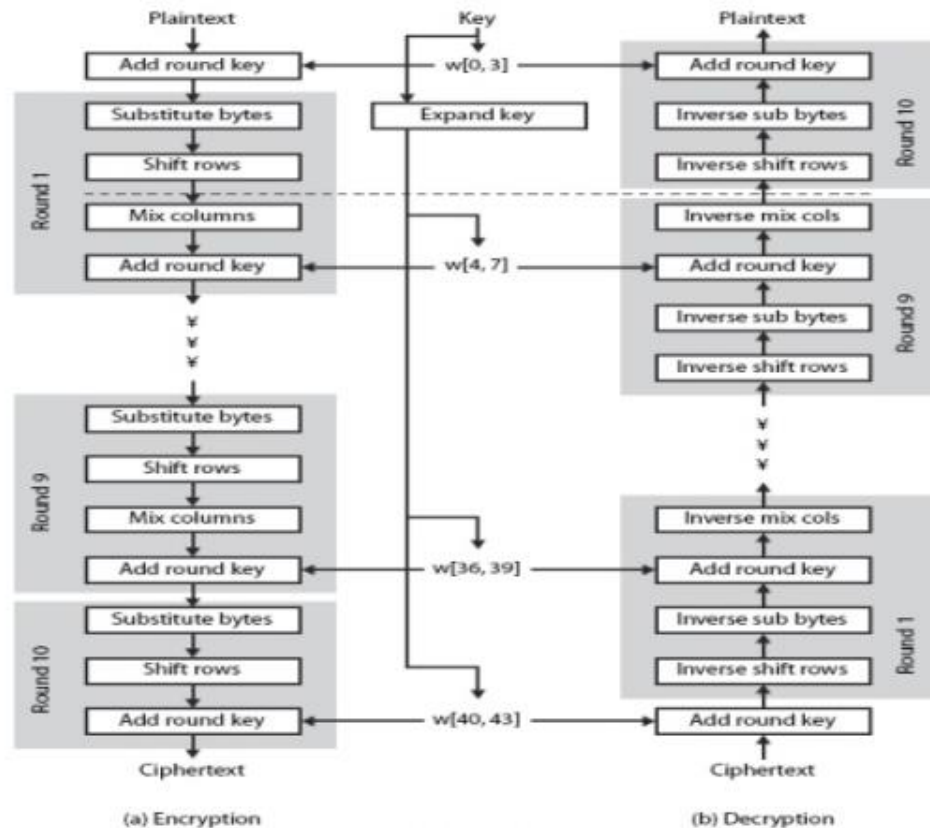 Plaintext
Add round key
Round 1
Substitute bytes
Shift rows
Mix columns
Add round key
¥
¥
¥
Round 9
Substitute bytes
Shift rows
Mix columns
Add round key
Round 10
Substitute bytes
Shift rows
Add round key
Ciphertext
(a) Encryption
Key
w[0, 3]
Expand key
w[4, 7]
w[36, 39]
w[40, 43]
Plaintext
Add round key
Inverse sub bytes
Inverse shift rows
Round 10
Inverse mix cols
Add round key
Inverse sub bytes
Inverse shift rows
Round 9
¥
¥
¥
Inverse mix cols
Add round key
Inverse sub bytes
Inverse shift rows
Round 1
Add round key
Ciphertext
(b) Decryption